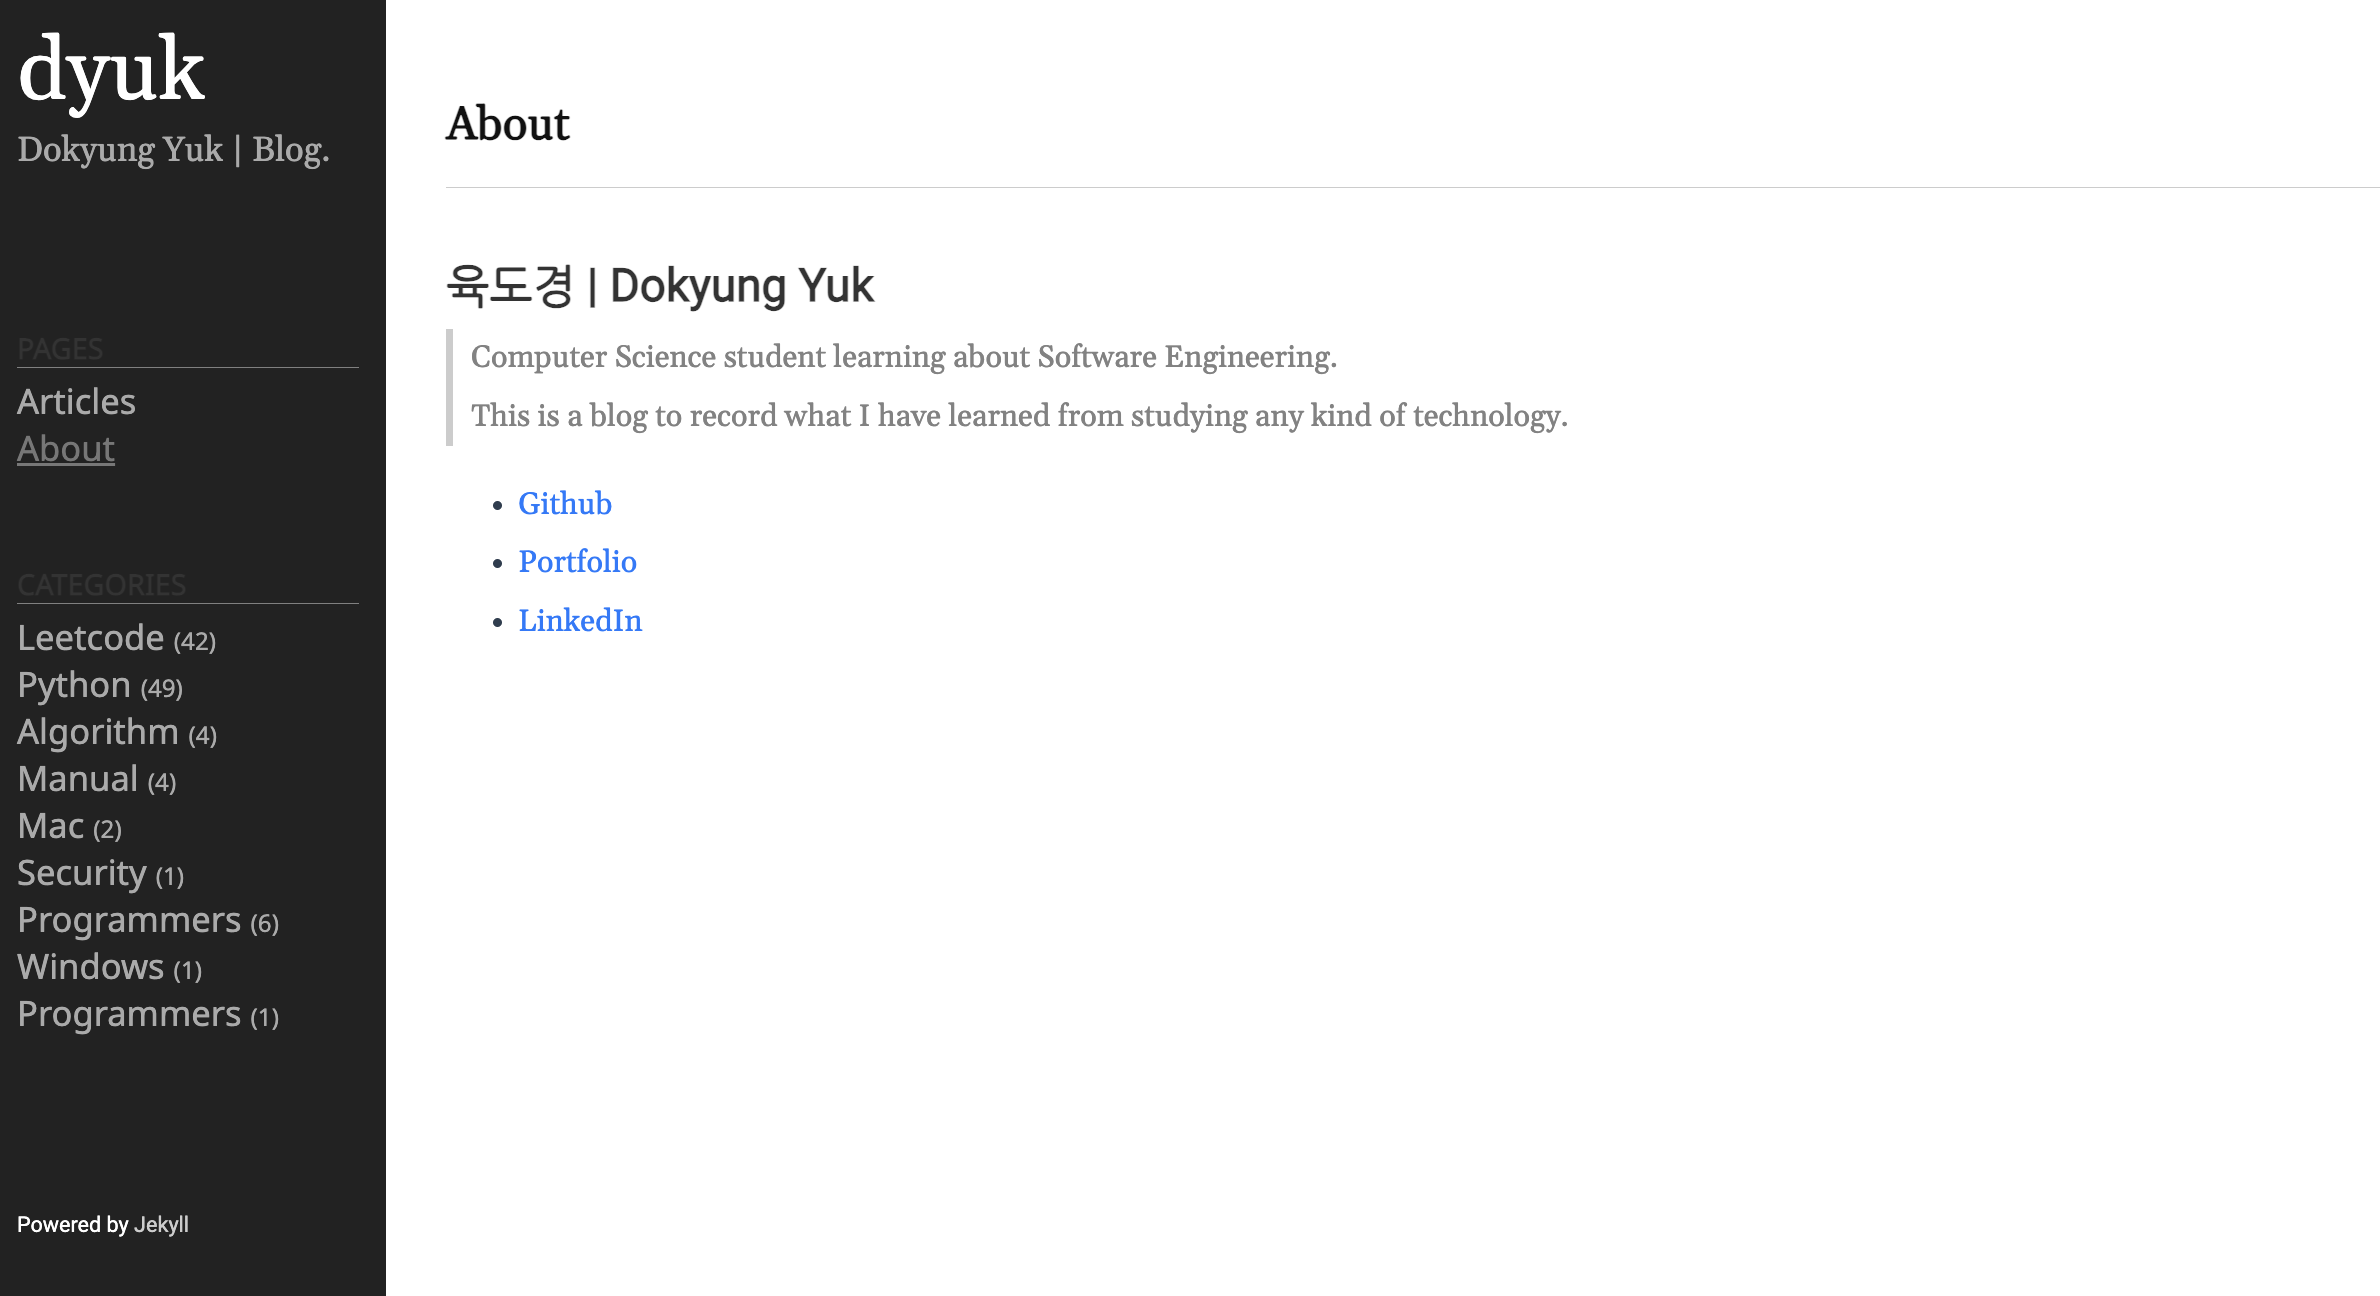 dyuk
Dokyung Yuk | Blog.
PAGES
Articles
About
CATEGORIES
Leetcode (42)
Python (49)
Algorithm (4)
Manual (4)
Mac (2)
Security (1)
Programmers (6)
Windows (1)
Programmers (1)
Powered by Jekyll
About
육도경 | Dokyung Yuk
Computer Science student learning about Software Engineering.
This is a blog to record what I have learned from studying any kind of technology.
• Github
• Portfolio
• LinkedIn